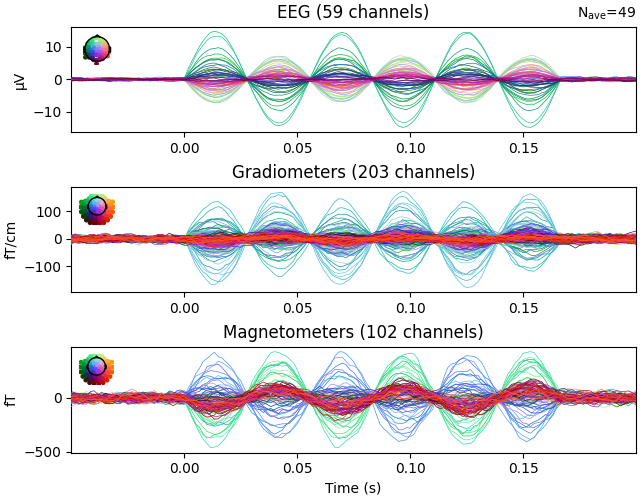 EEG (59 channels)
Nave=49
10
0
−10
µV
0.00 0.05 0.10 0.15
Gradiometers (203 channels)
100
0
−100
fT/cm
0.00 0.05 0.10 0.15
Magnetometers (102 channels)
0
−500
fT
0.00 0.05 0.10 0.15
Time (s)